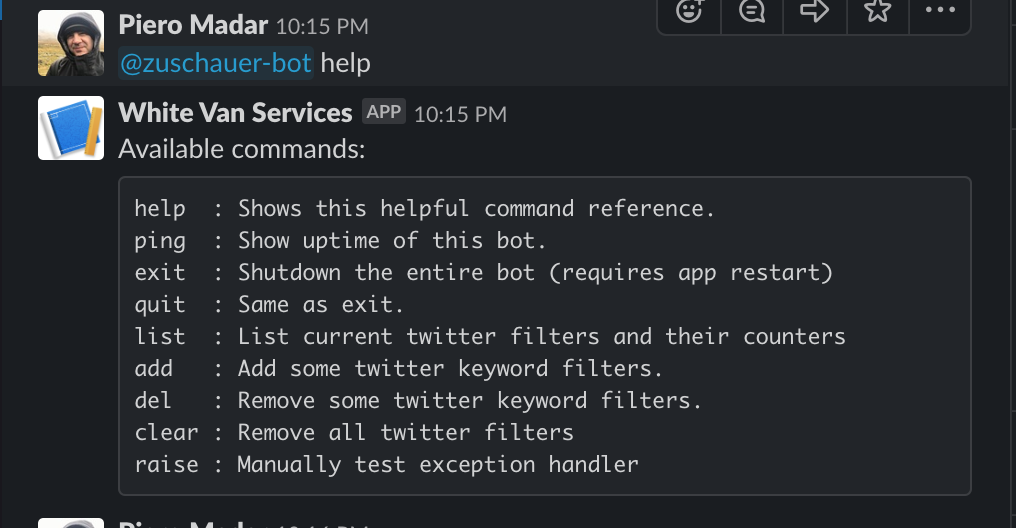 Piero Madar 10:15 PM
@zuschauer-bot help
White Van Services APP 10:15 PM
Available commands:
help  : Shows this helpful command reference.
ping  : Show uptime of this bot.
exit  : Shutdown the entire bot (requires app restart)
quit  : Same as exit.
list  : List current twitter filters and their counters
add   : Add some twitter keyword filters.
del   : Remove some twitter keyword filters.
clear : Remove all twitter filters
raise : Manually test exception handler